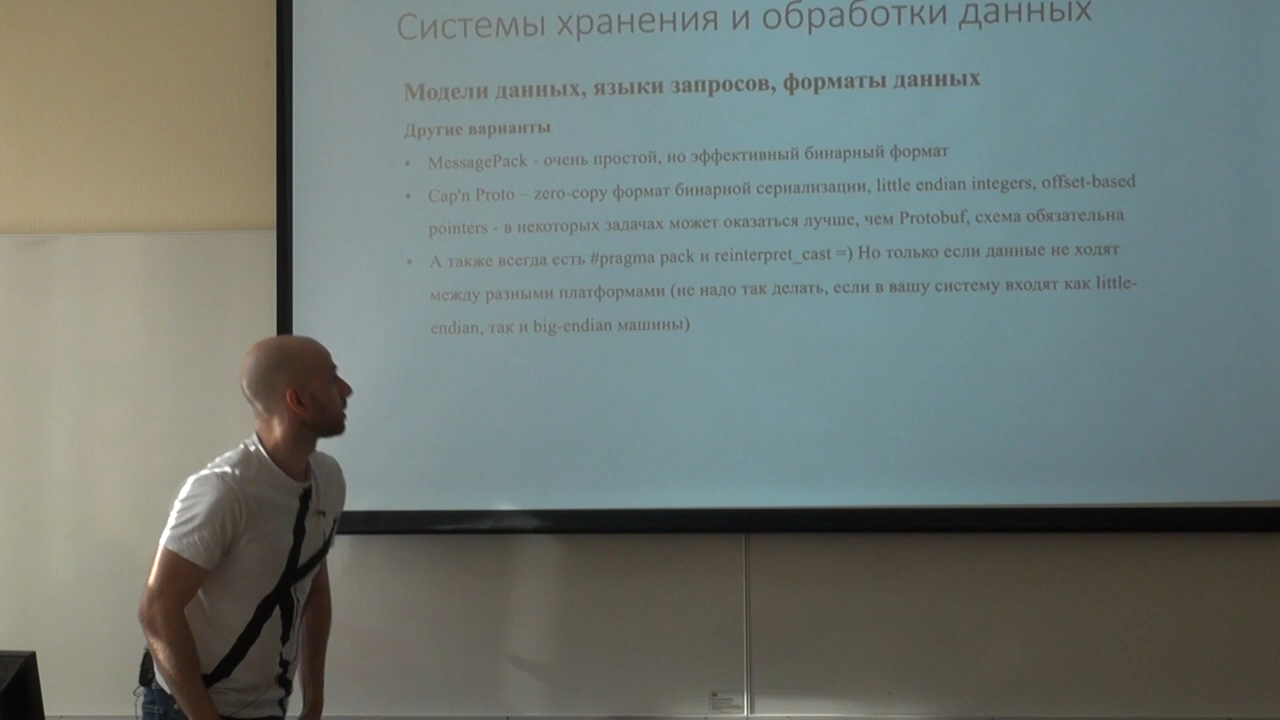 Системы хранения и обработки данных
Модели данных, языки запросов, форматы данных
Другие варианты
• MessagePack - очень простой, но эффективный бинарный формат
• Cap'n Proto – zero-copy формат бинарной сериализации, little endian integers, offset-based
pointers - в некоторых задачах может оказаться лучше, чем Protobuf, схема обязательна
• А также всегда есть #pragma pack и reinterpret_cast =) Но только если данные не ходят
между разными платформами (не надо так делать, если в вашу систему входят как little-
endian, так и big-endian машины)